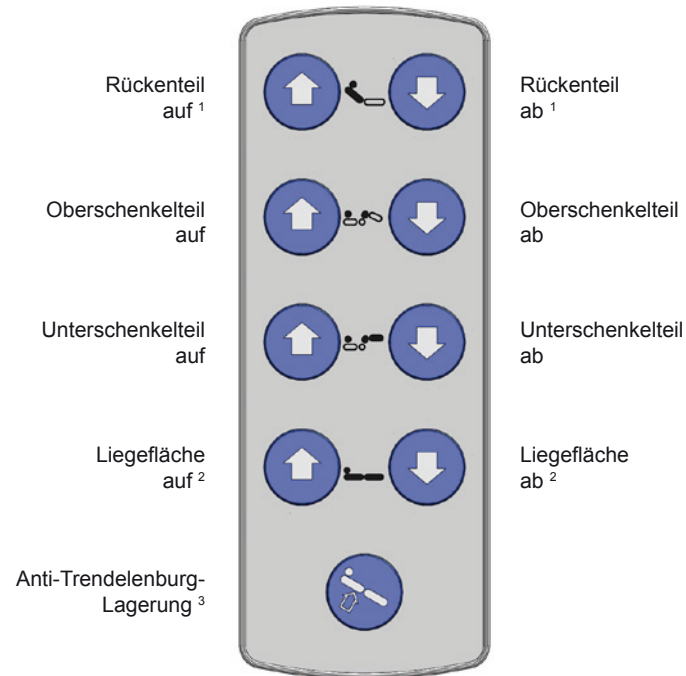 Rückenteil
auf ¹
Rückenteil
ab ¹
Oberschenkelteil
auf
Oberschenkelteil
ab
Unterschenkelteil
auf
Unterschenkelteil
ab
Liegefläche
auf ²
Liegefläche
ab ²
Anti-Trendelenburg-
Lagerung ³